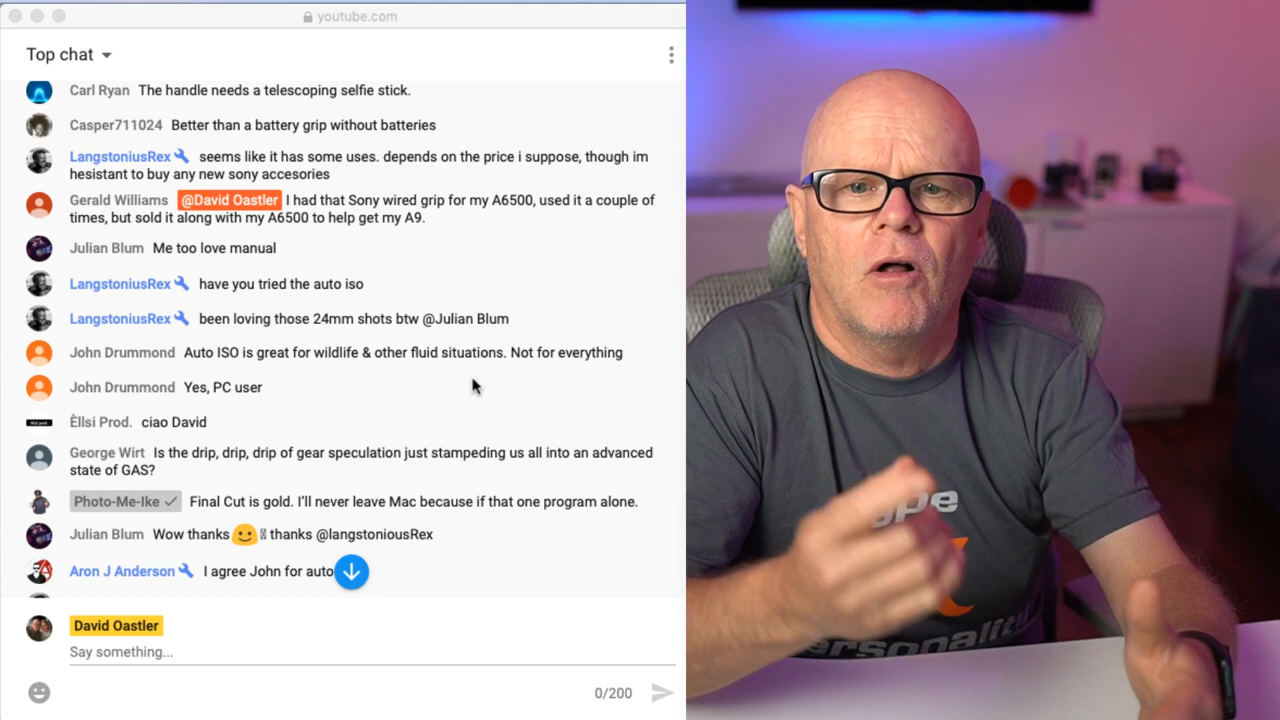 youtube.com
Top chat
Carl Ryan The handle needs a telescoping selfie stick.
Casper711024 Better than a battery grip without batteries
LangstoniusRex seems like it has some uses. depends on the price i suppose, though im
hesistant to buy any new sony accesories
Gerald Williams @David Oastler I had that Sony wired grip for my A6500, used it a couple of
times, but sold it along with my A6500 to help get my A9.
Julian Blum Me too love manual
LangstoniusRex have you tried the auto iso
LangstoniusRex been loving those 24mm shots btw @Julian Blum
John Drummond Auto ISO is great for wildlife & other fluid situations. Not for everything
John Drummond Yes, PC user
Èllsi Prod. ciao David
George Wirt Is the drip, drip, drip of gear speculation just stampeding us all into an advanced
state of GAS?
Photo-Me-Ike ✓ Final Cut is gold. I'll never leave Mac because if that one program alone.
Julian Blum Wow thanks 🙂 thanks @langstoniousRex
Aron J Anderson I agree John for auto
David Oastler
Say something...
0/200